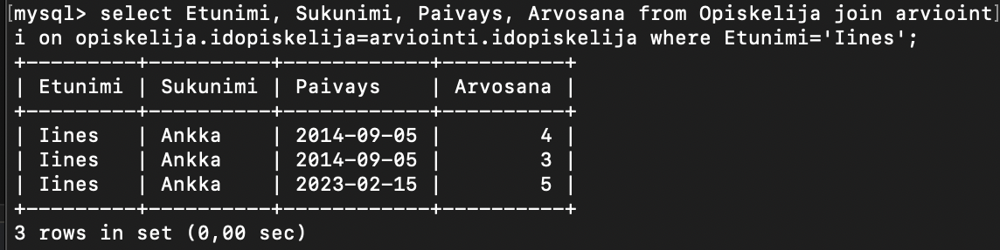 [mysql> select Etunimi, Sukunimi, Paivays, Arvosana from Opiskelija join arvioint]
i on opiskelija.idopiskelija=arviointi.idopiskelija where Etunimi='Iines';
+---------+----------+------------+----------+
| Etunimi | Sukunimi | Paivays    | Arvosana |
+---------+----------+------------+----------+
| Iines   | Ankka    | 2014-09-05 |        4 |
| Iines   | Ankka    | 2014-09-05 |        3 |
| Iines   | Ankka    | 2023-02-15 |        5 |
+---------+----------+------------+----------+
3 rows in set (0,00 sec)